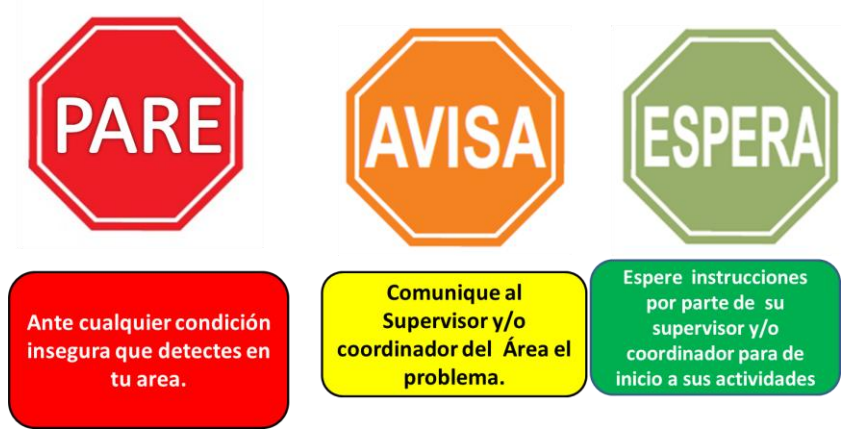 PARE
AVISA
ESPERA
Ante cualquier condición
insegura que detectes en
tu area.
Comunique al
Supervisor y/o
coordinador del Área el
problema.
Espere instrucciones
por parte de su
supervisor y/o
coordinador para de
inicio a sus actividades